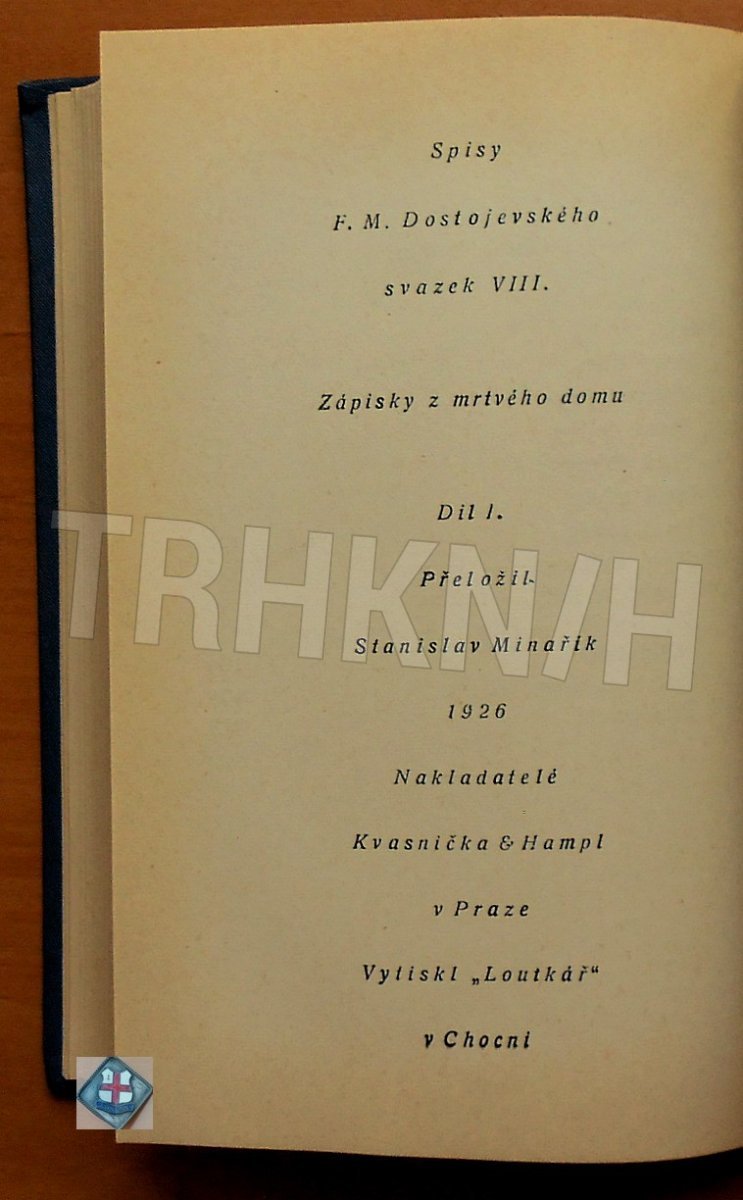 Spisy
F. M. Dostojevského
svazek VIII.
Zápisky z mrtvého domu
Díl I.
Přeložil
Stanislav Minařík
1926
Nakladatelé
Kvasnička & Hampl
v Praze
Vytiskl „Loutkář“
v Chocni
TRHKN/H